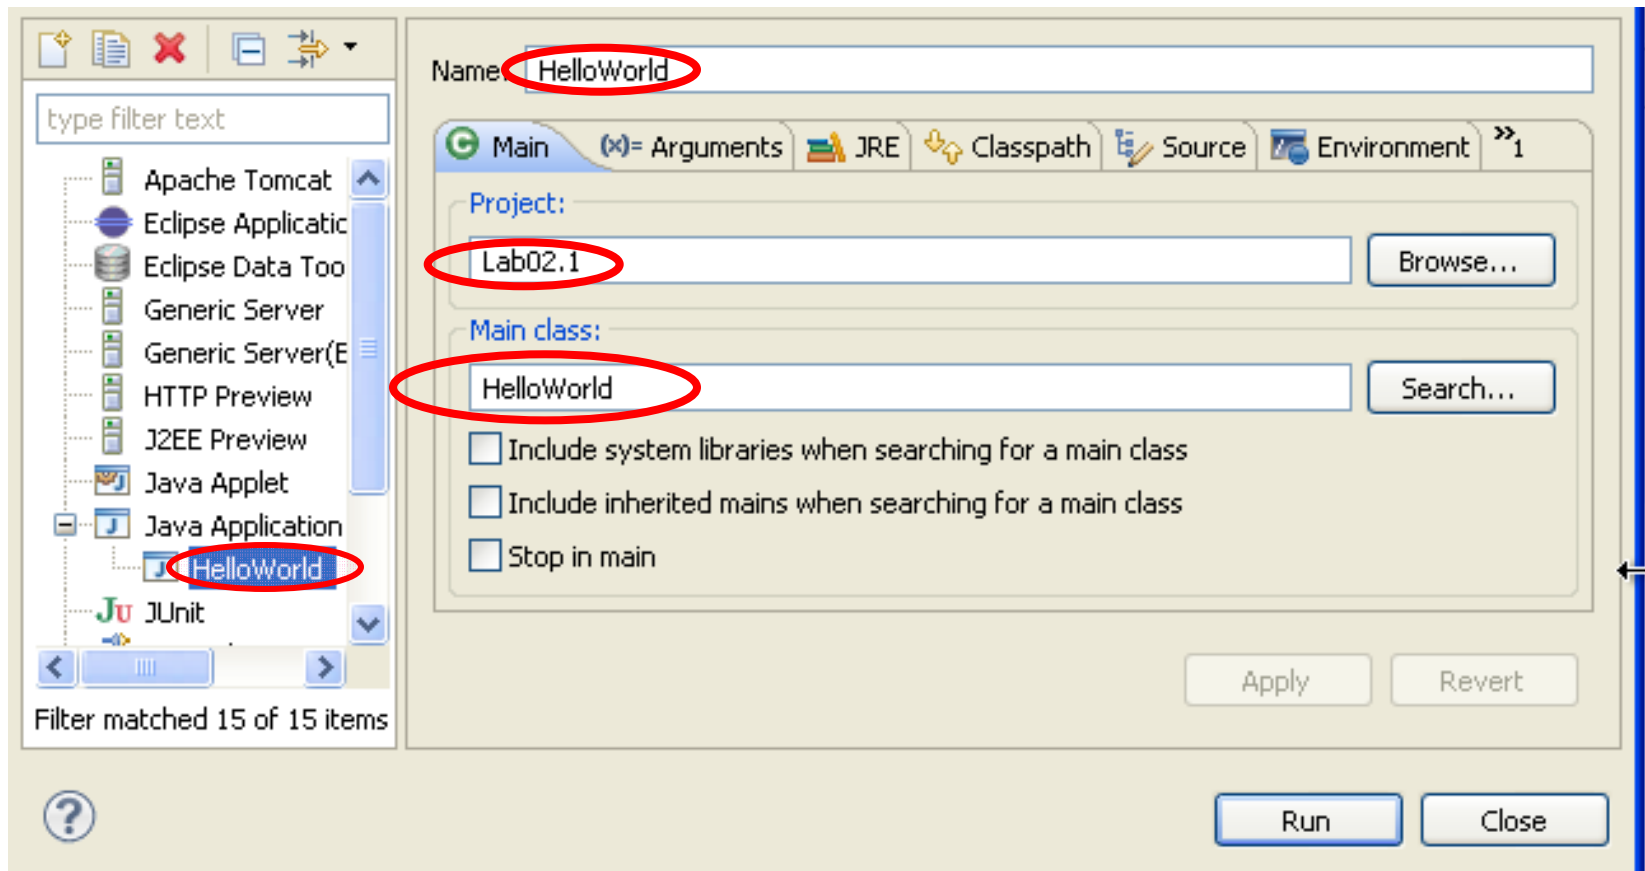 type filter text
Apache Tomcat
Eclipse Applicatic
Eclipse Data Too
Generic Server
Generic Server(E
HTTP Preview
J2EE Preview
Java Applet
Java Application
HelloWorld
JU JUnit
Filter matched 15 of 15 items
Name: HelloWorld
Main (x)= Arguments JRE Classpath Source Environment »1
Project:
Lab02.1 Browse...
Main class:
HelloWorld Search...
Include system libraries when searching for a main class
Include inherited mains when searching for a main class
Stop in main
Apply Revert
? Run Close